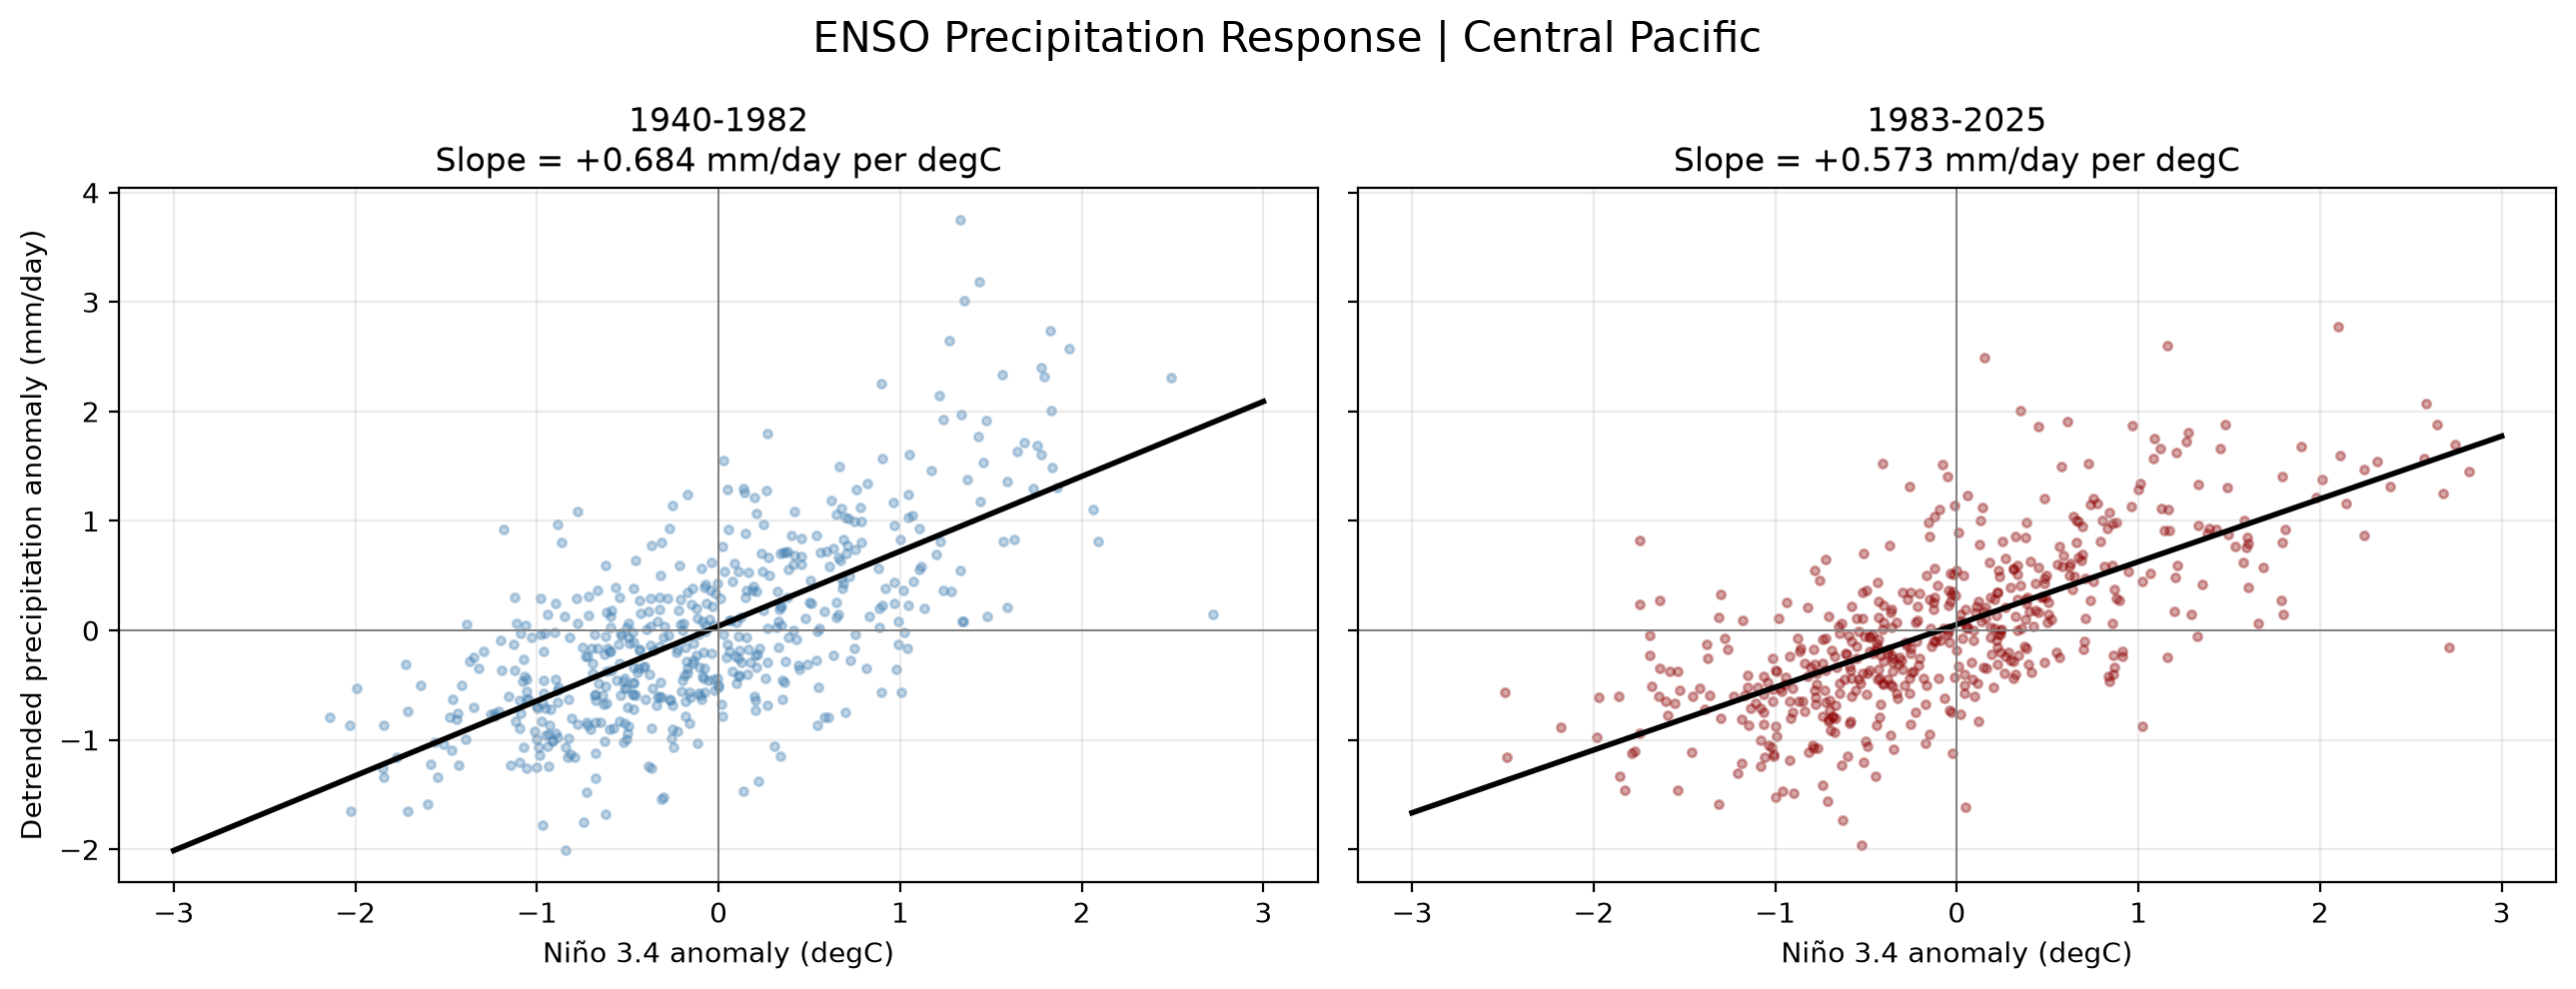 ENSO Precipitation Response | Central Pacific
1940-1982
Slope = +0.684 mm/day per degC
1983-2025
Slope = +0.573 mm/day per degC
Detrended precipitation anomaly (mm/day)
4
3
2
1
0
−1
−2
−3 −2 −1 0 1 2 3
Niño 3.4 anomaly (degC)
−3 −2 −1 0 1 2 3
Niño 3.4 anomaly (degC)